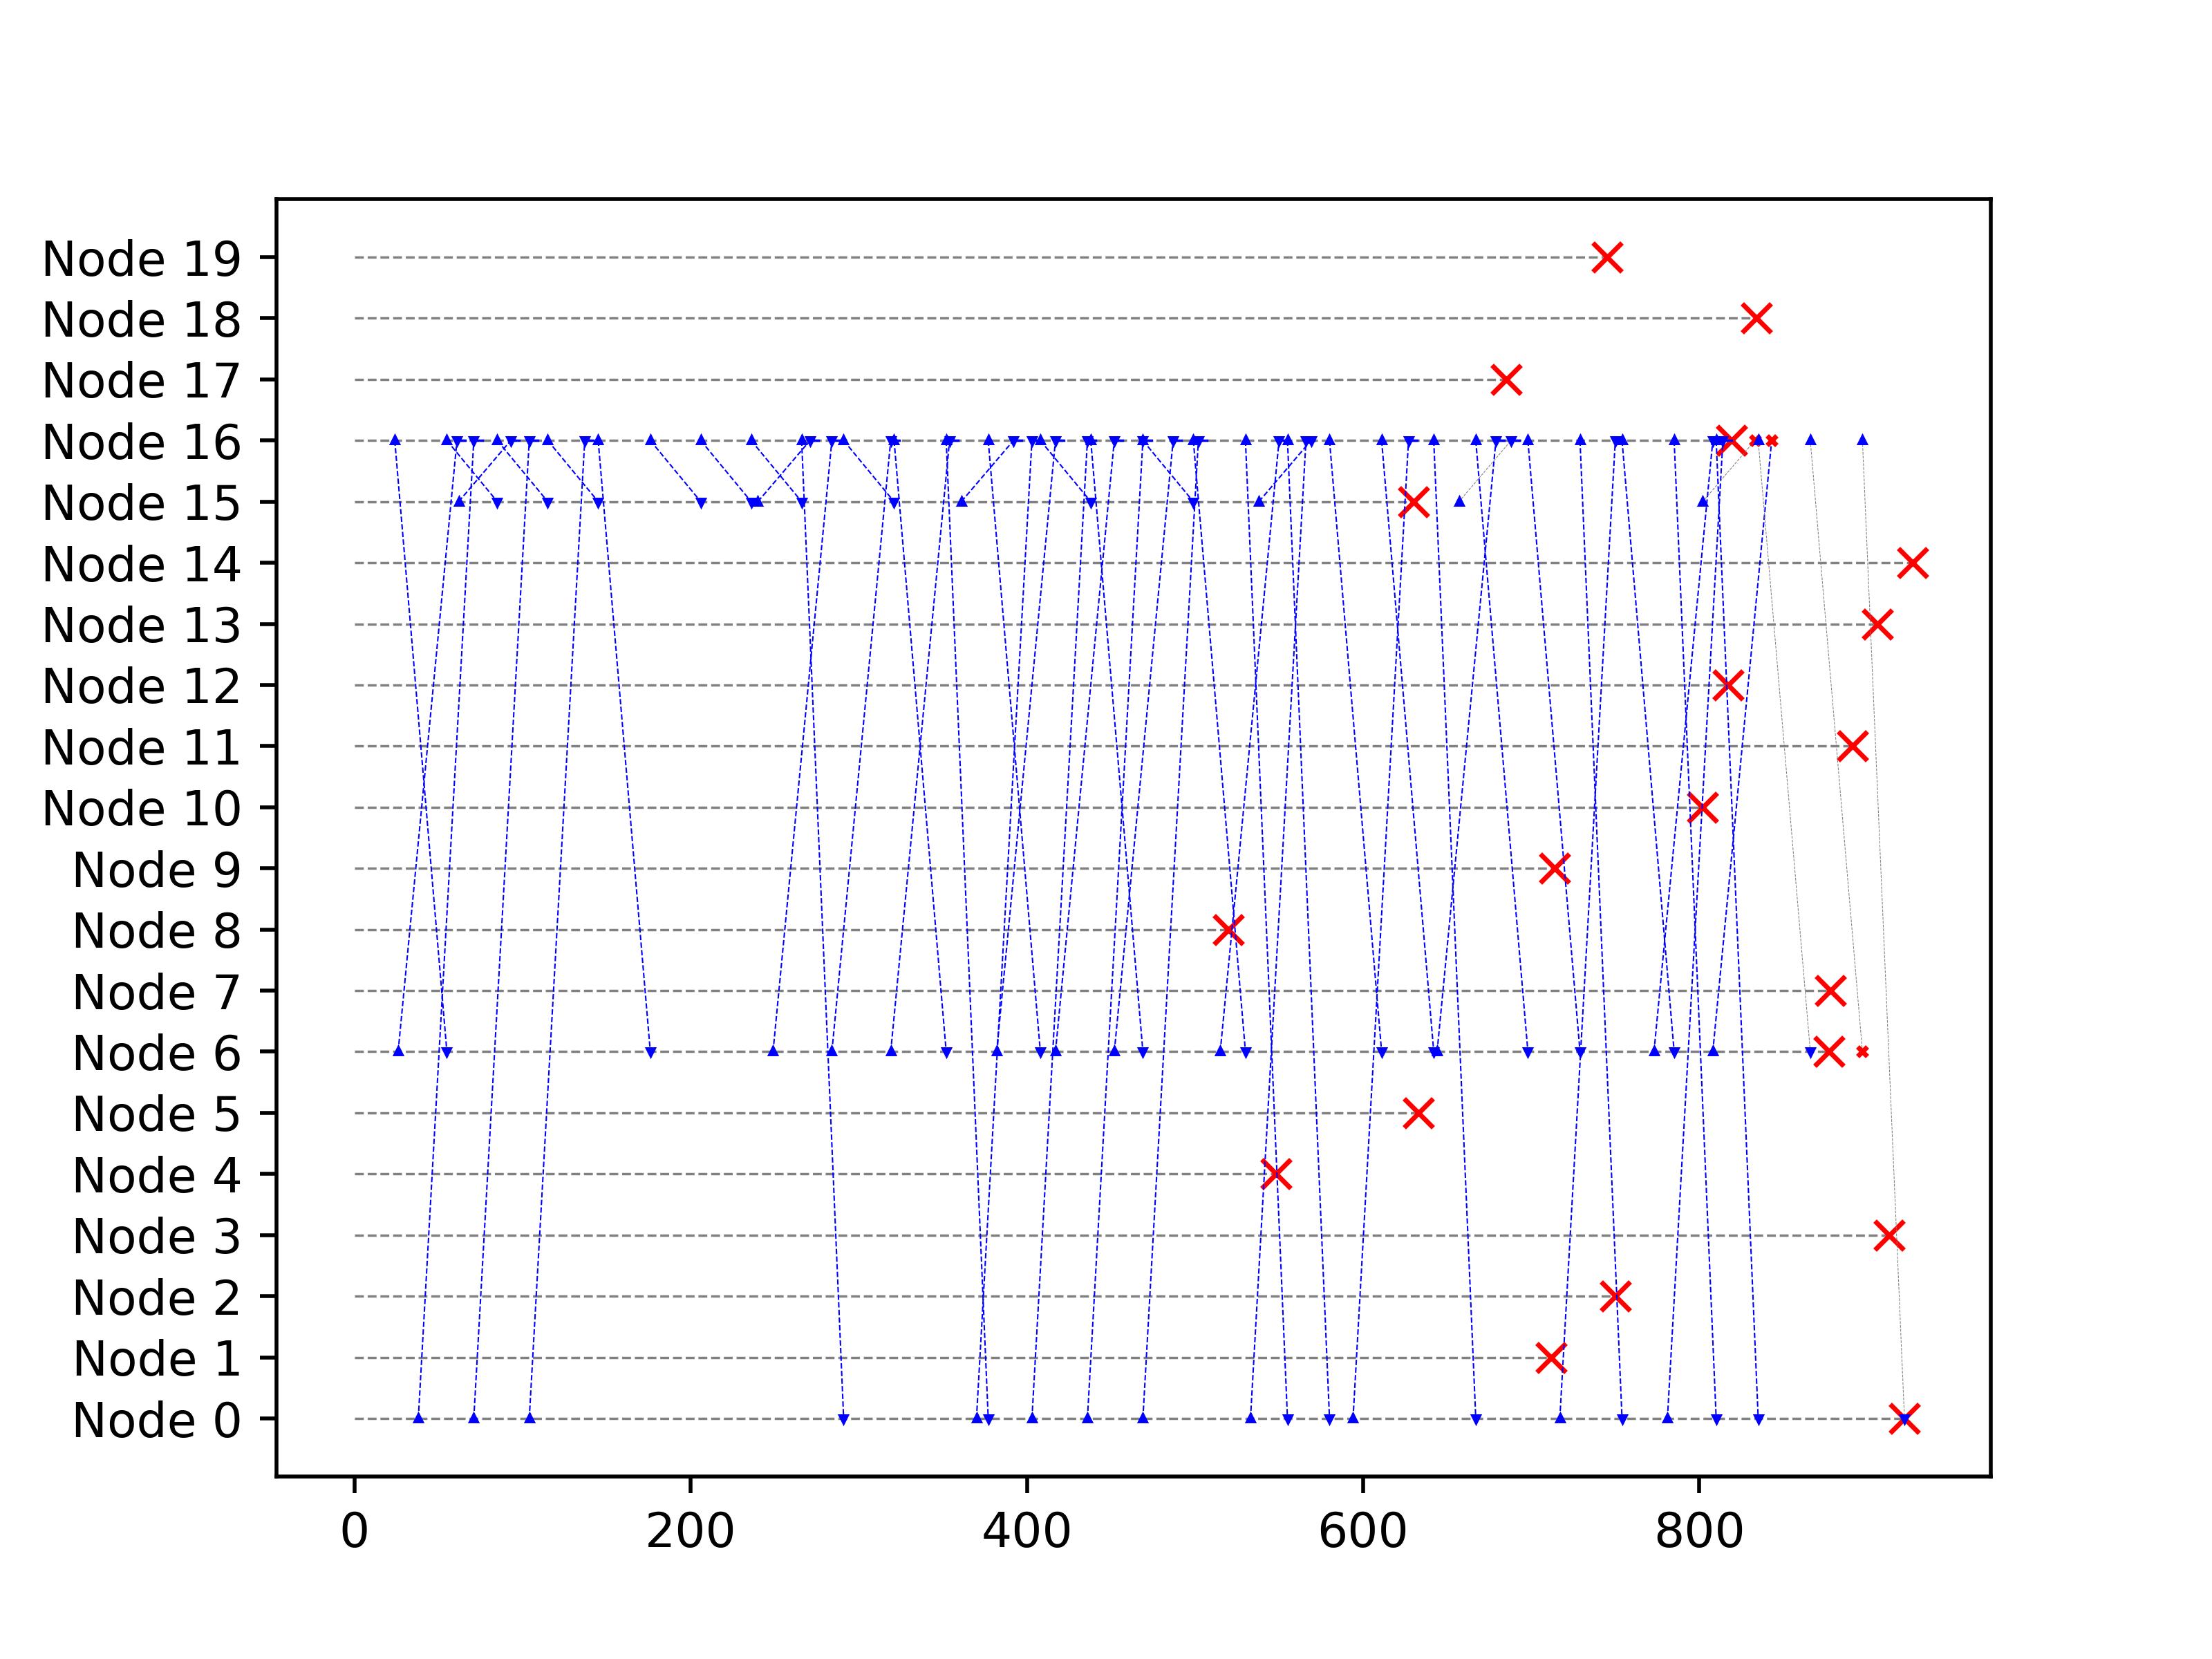 Node 19
Node 18
Node 17
Node 16
Node 15
Node 14
Node 13
Node 12
Node 11
Node 10
Node 9
Node 8
Node 7
Node 6
Node 5
Node 4
Node 3
Node 2
Node 1
Node 0
0 200 400 600 800